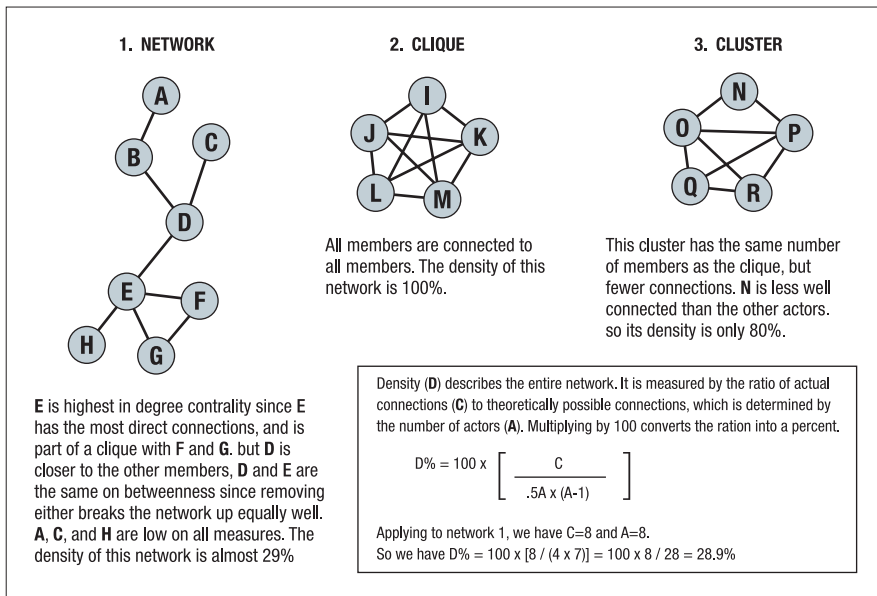 1. NETWORK
A
B
C
D
E
F
G
H
E is highest in degree contrality since E
has the most direct connections, and is
part of a clique with F and G. but D is
closer to the other members, D and E are
the same on betweenness since removing
either breaks the network up equally well.
A, C, and H are low on all measures. The
density of this network is almost 29%
2. CLIQUE
I
J
K
L
M
All members are connected to
all members. The density of this
network is 100%.
3. CLUSTER
N
O
P
Q
R
This cluster has the same number
of members as the clique, but
fewer connections. N is less well
connected than the other actors.
so its density is only 80%.
Density (D) describes the entire network. It is measured by the ratio of actual
connections (C) to theoretically possible connections, which is determined by
the number of actors (A). Multiplying by 100 converts the ration into a percent.
D% = 100 x [ C
.5A x (A-1) ]
Applying to network 1, we have C=8 and A=8.
So we have D% = 100 x [8 / (4 x 7)] = 100 x 8 / 28 = 28.9%